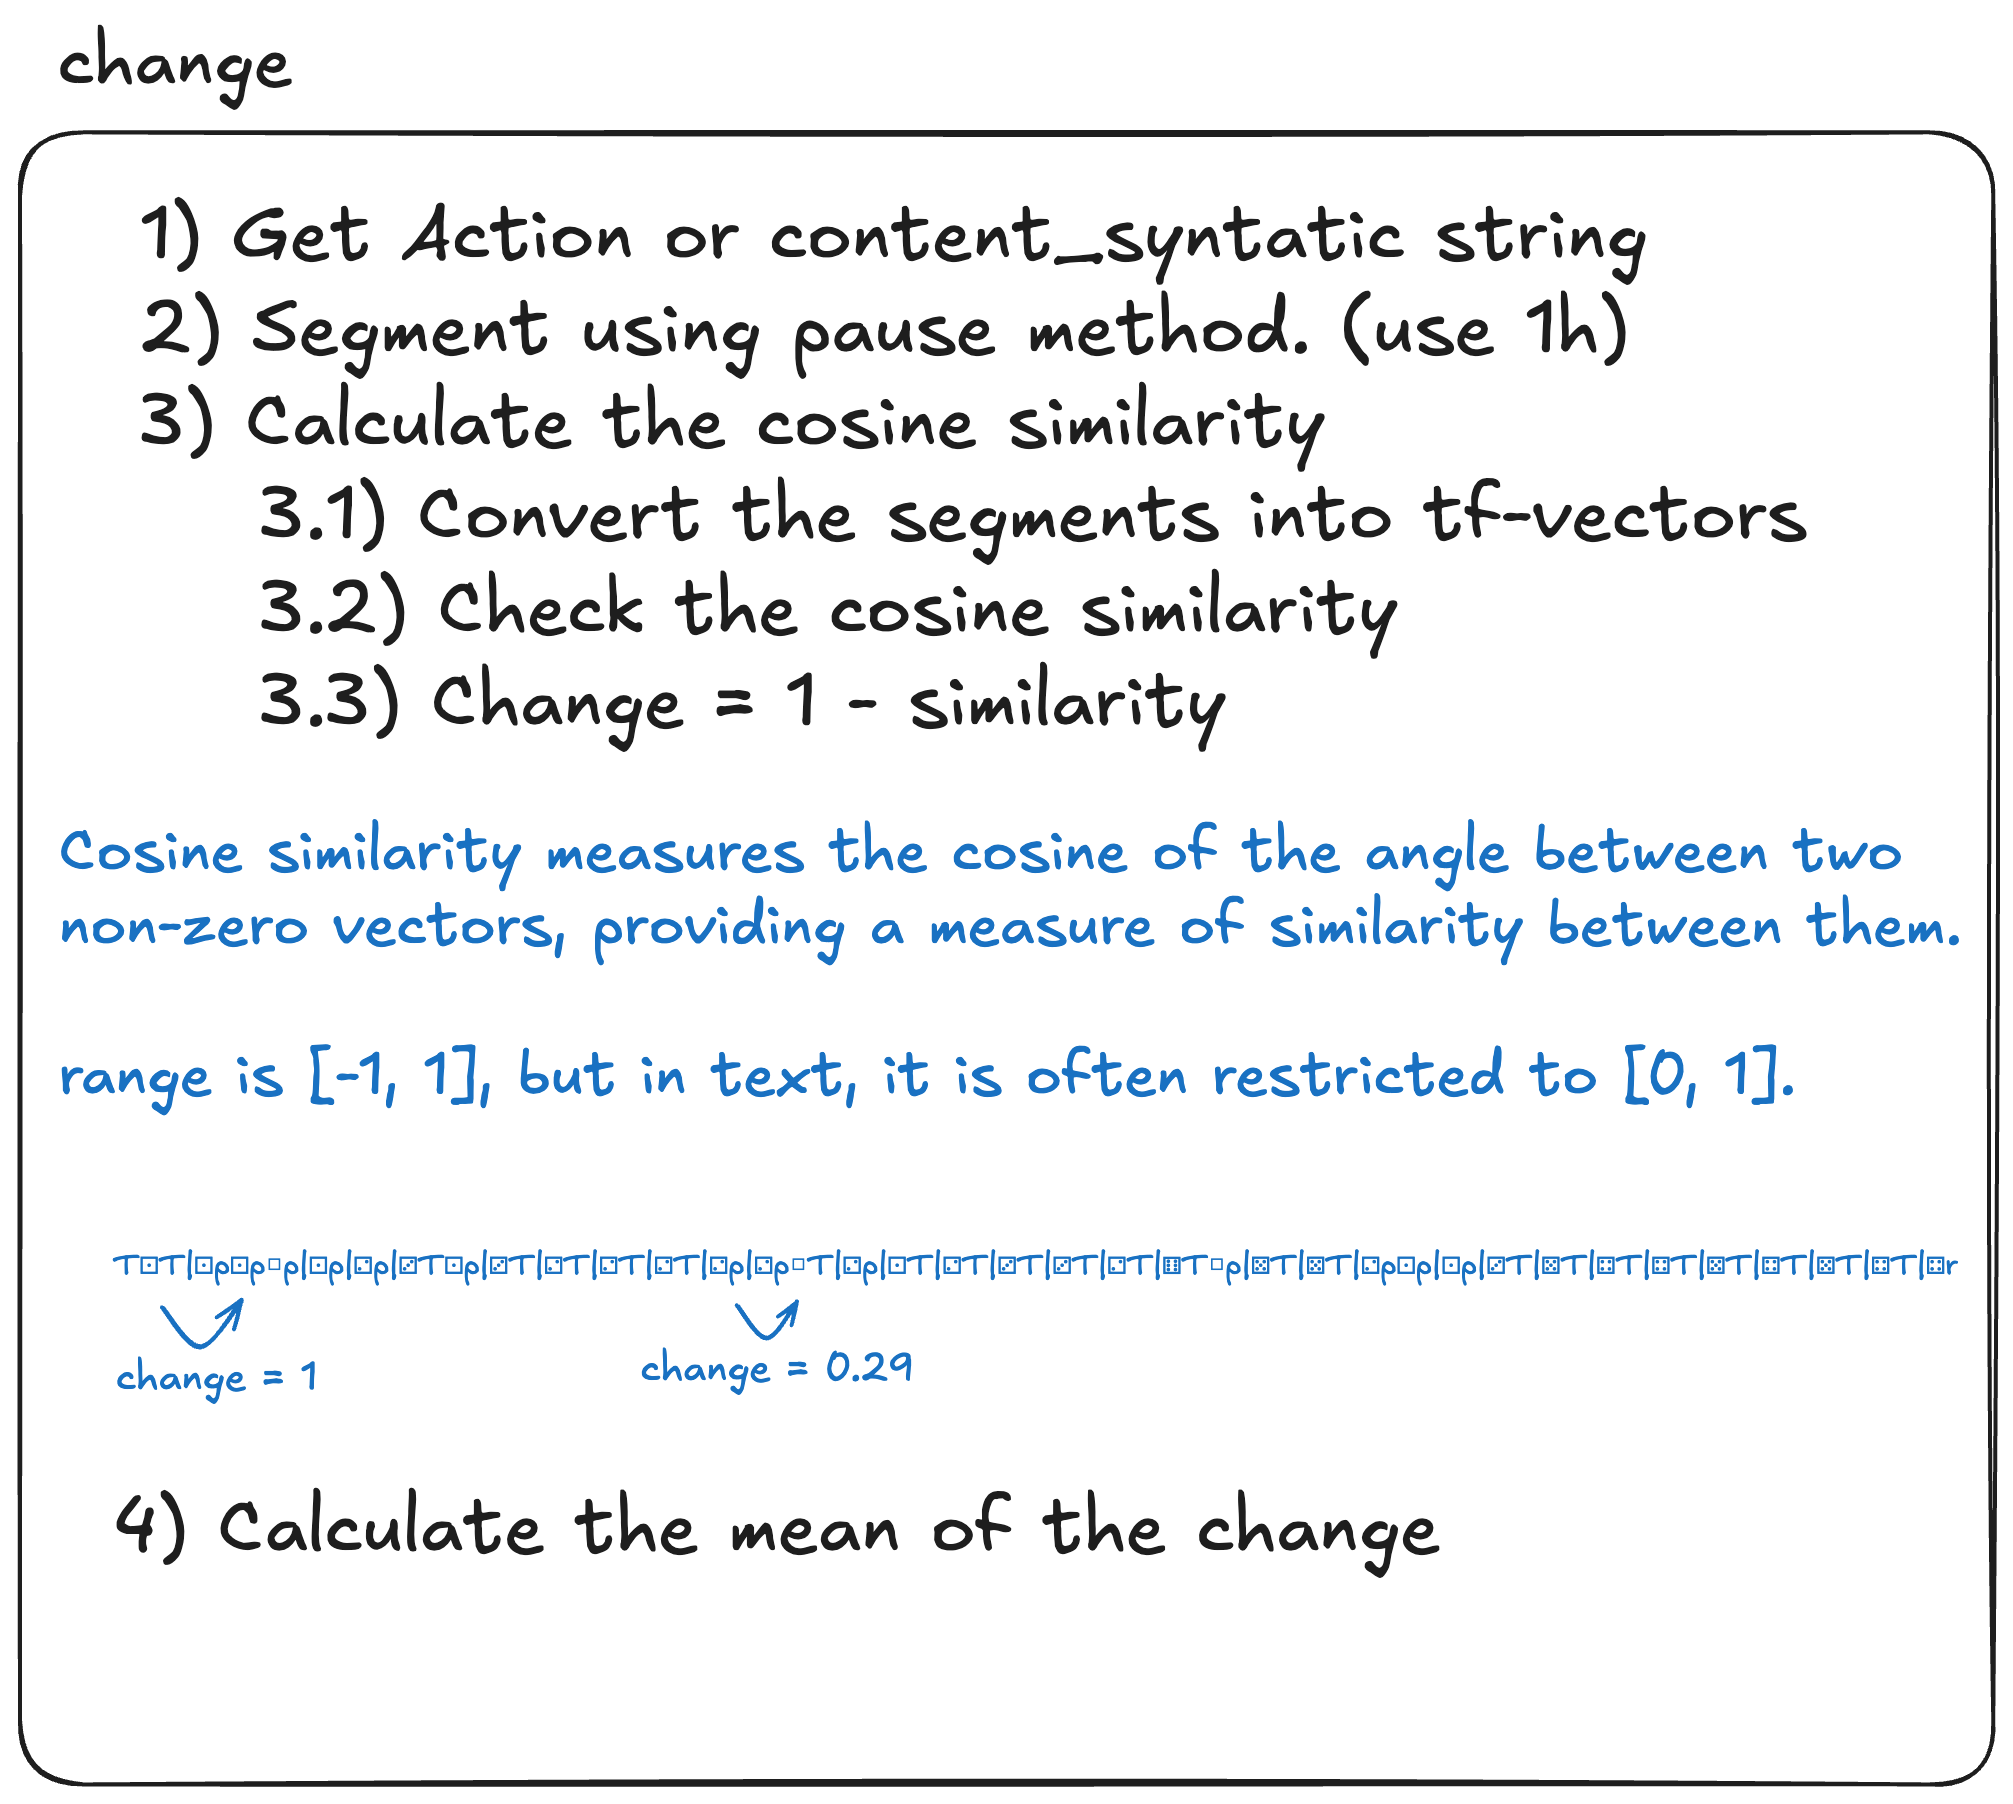 change
1) Get Action or content_syntatic string
2) Segment using pause method. (use 1h)
3) Calculate the cosine similarity
3.1) Convert the segments into tf-vectors
3.2) Check the cosine similarity
3.3) Change = 1 - similarity
Cosine similarity measures the cosine of the angle between two
non-zero vectors, providing a measure of similarity between them.
range is [-1, 1], but in text, it is often restricted to [0, 1].
change = 1
change = 0.29
4) Calculate the mean of the change